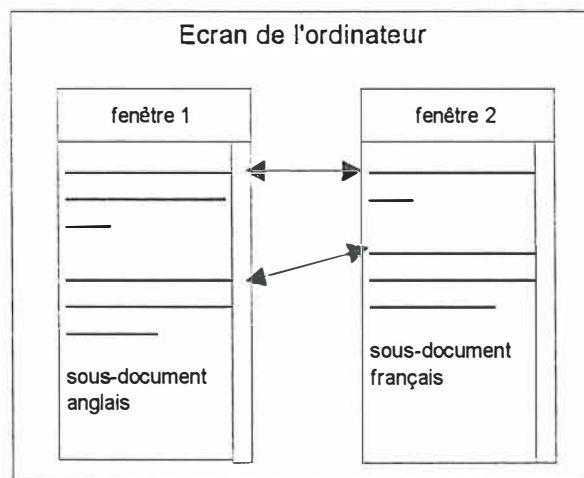 Ecran de l'ordinateur
fenêtre 1
fenêtre 2
sous-document
anglais
sous-document
français